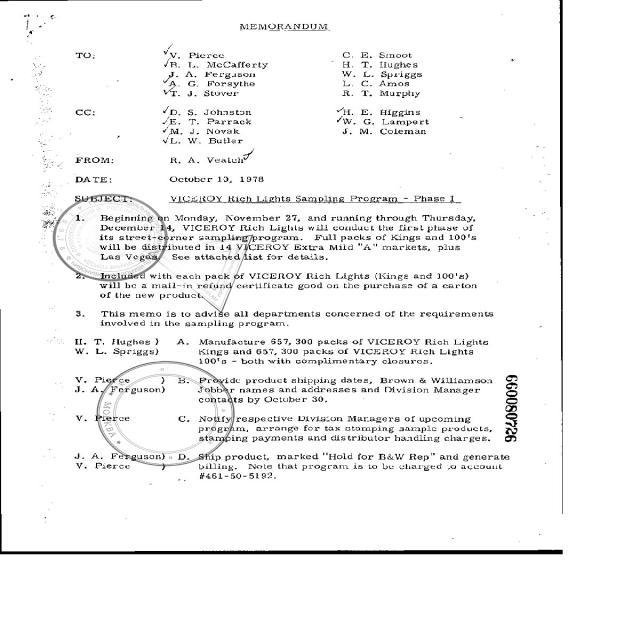 MEMORANDUM
TO: V. Pierce C. E. Smoot
R. L. McCafferty H. T. Hughes
J. A. Ferguson W. L. Spriggs
A. G. Forsythe L. C. Amos
T. J. Stover R. T. Murphy
CC: D. S. Johnston H. E. Higgins
E. T. Parrack W. G. Lampert
M. J. Novak J. M. Coleman
L. W. Butler
FROM: R. A. Veatch
DATE: October 10, 1978
SUBJECT: VICEROY Rich Lights Sampling Program - Phase I
1. Beginning on Monday, November 27, and running through Thursday,
December 14, VICEROY Rich Lights will conduct the first phase of
its street-corner sampling program. Full packs of Kings and 100's
will be distributed in 14 VICEROY Extra Mild "A" markets, plus
Las Vegas. See attached list for details.
2. Included with each pack of VICEROY Rich Lights (Kings and 100's)
will be a mail-in refund certificate good on the purchase of a carton
of the new product.
3. This memo is to advise all departments concerned of the requirements
involved in the sampling program.
H. T. Hughes ) A. Manufacture 657,300 packs of VICEROY Rich Lights
W. L. Spriggs) Kings and 657,300 packs of VICEROY Rich Lights
100's - both with complimentary closures.
V. Pierce ) B. Provide product shipping dates, Brown & Williamson
J. A. Ferguson) Jobber names and addresses and Division Manager
contacts by October 30.
V. Pierce C. Notify respective Division Managers of upcoming
program, arrange for tax stamping sample products,
stamping payments and distributor handling charges.
J. A. Ferguson) D. Ship product, marked "Hold for B&W Rep" and generate
V. Pierce ) billing. Note that program is to be charged to account
#461-50-5192.
660080726